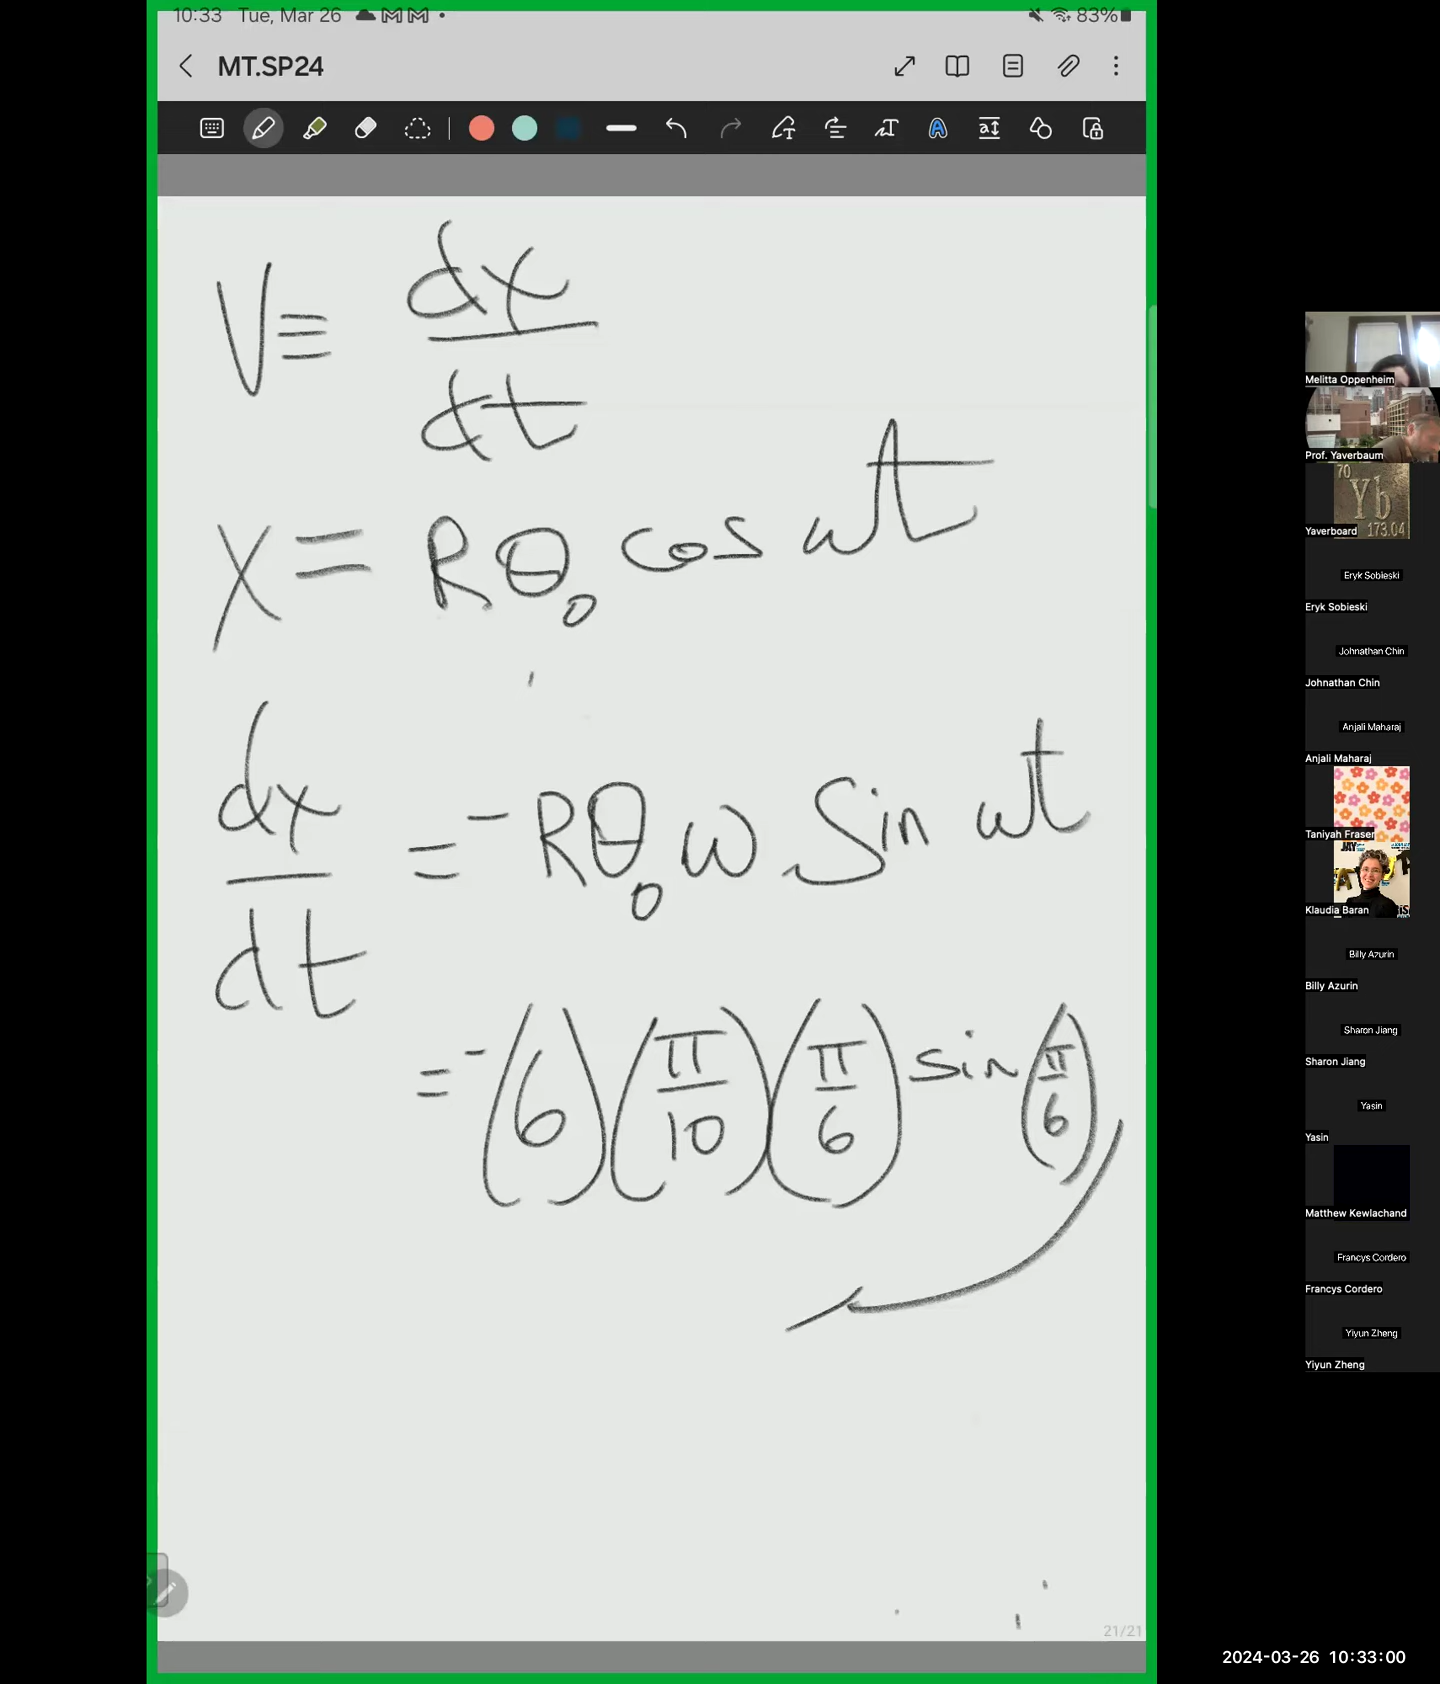 10:33 Tue, Mar 26
83%
MT.SP24
V ≡ dx/dt
x = Rθ₀ cos ωt
dx/dt = -Rθ₀ ω Sin ωt
= -(6)(π/10)(π/6) sin(π/6)
21/21
Melitta Oppenheim
Prof. Yaverbaum
70
Yb
173.04
Yaverboard
Eryk Sobieski
Eryk Sobieski
Johnathan Chin
Johnathan Chin
Anjali Maharaj
Anjali Maharaj
Taniyah Fraser
JAY
Klaudia Baran
Billy Azurin
Billy Azurin
Sharon Jiang
Sharon Jiang
Yasin
Yasin
Matthew Kewlachand
Francys Cordero
Francys Cordero
Yiyun Zheng
Yiyun Zheng
2024-03-26 10:33:00